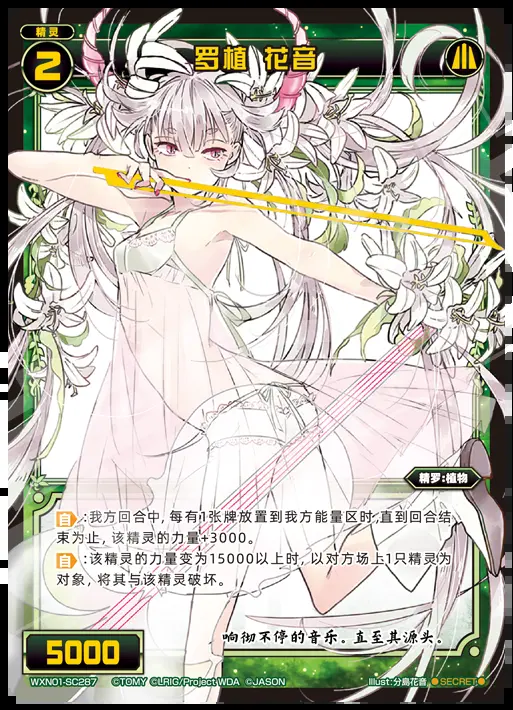 精灵
2
罗植 花音
精罗:植物
自:我方回合中,每有1张牌放置到我方能量区时,直到回合结
束为止,该精灵的力量+3000。
自:该精灵的力量变为15000以上时,以对方场上1只精灵为
对象,将其与该精灵破坏。
响彻不停的音乐。直至其源头。
5000
WXN01-SC287 ©TOMY ©LRIG/Project WDA ©JASON
Illust:分島花音 SECRET